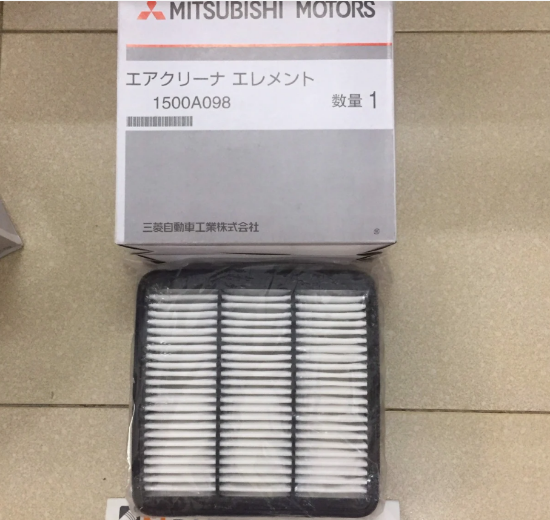 MITSUBISHI MOTORS
エアクリーナ エレメント
1500A098
数量 1
三菱自動車工業株式会社